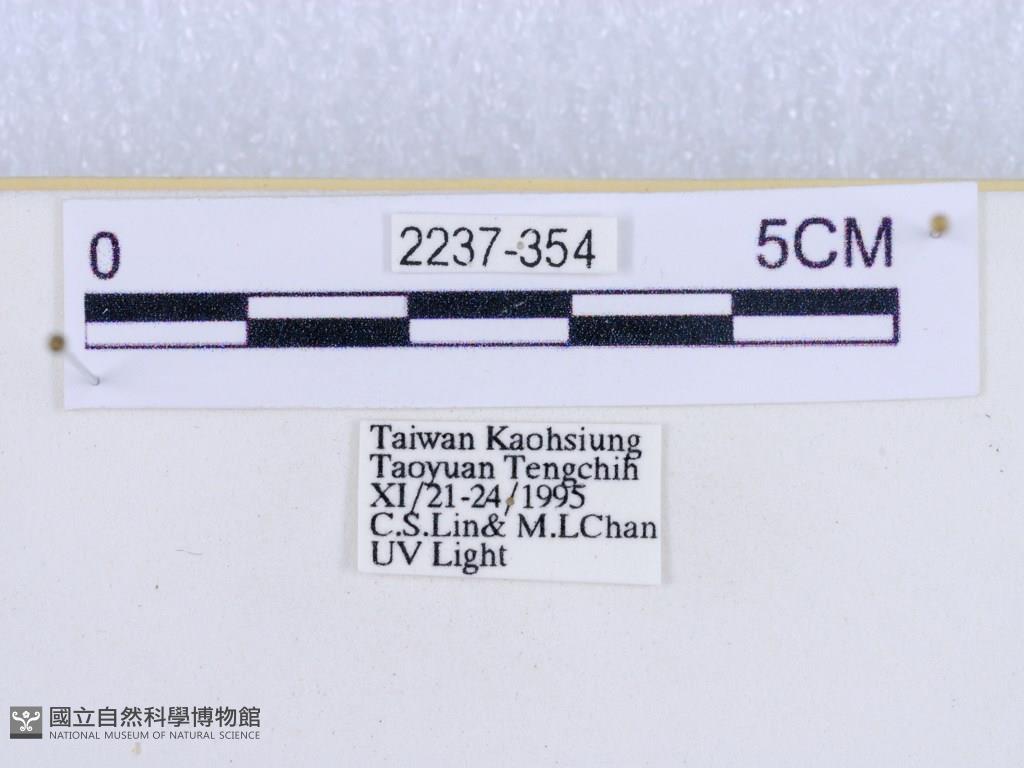 0
2237-354
5CM
Taiwan Kaohsiung
Taoyuan Tengchih
XI/21-24/1995
C.S.Lin& M.LChan
UV Light
國立自然科學博物館
NATIONAL MUSEUM OF NATURAL SCIENCE